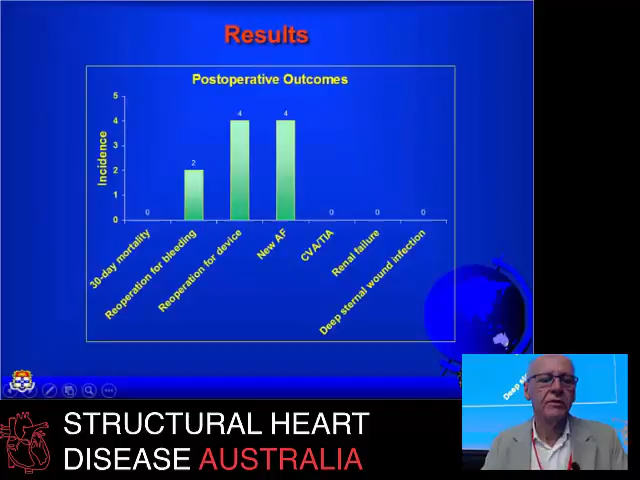 Results
Postoperative Outcomes
Incidence
5
4
3
2
1
0
0
2
4
4
0
0
0
30-day mortality
Reoperation for bleeding
Reoperation for device
New AF
CVA/TIA
Renal failure
Deep sternal wound infection
Deep st
STRUCTURAL HEART
DISEASE AUSTRALIA